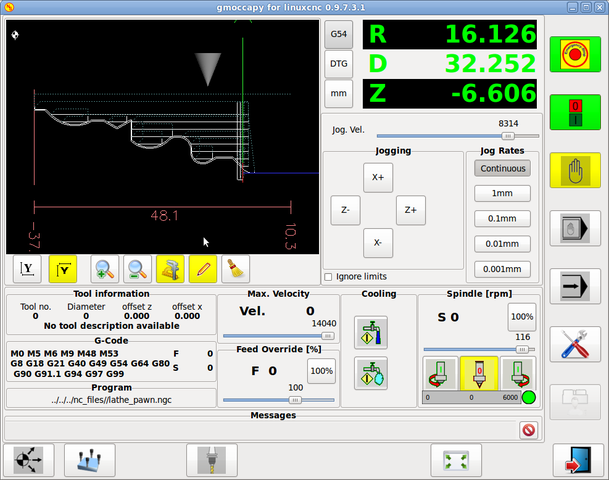 gmoccapy for linuxcnc 0.9.7.3.1
48.1
-37.
10.3
G54
R 16.126
DTG
D 32.252
mm
Z -6.606
Jog. Vel.
8314
Jogging
X+
Z-
Z+
X-
Ignore limits
Jog Rates
Continuous
1mm
0.1mm
0.01mm
0.001mm
Y
Y
Tool information
Tool no. Diameter offset z offset x
0 0 0.000 0.000
No tool description available
G-Code
M0 M5 M6 M9 M48 M53
G8 G18 G21 G40 G49 G54 G64 G80
G90 G91.1 G94 G97 G99
F 0
S 0
Program
../../../nc_files//lathe_pawn.ngc
Max. Velocity
Vel. 0
14040
Feed Override [%]
F 0
100%
100
Cooling
Spindle [rpm]
S 0
100%
116
0 0 6000
Messages